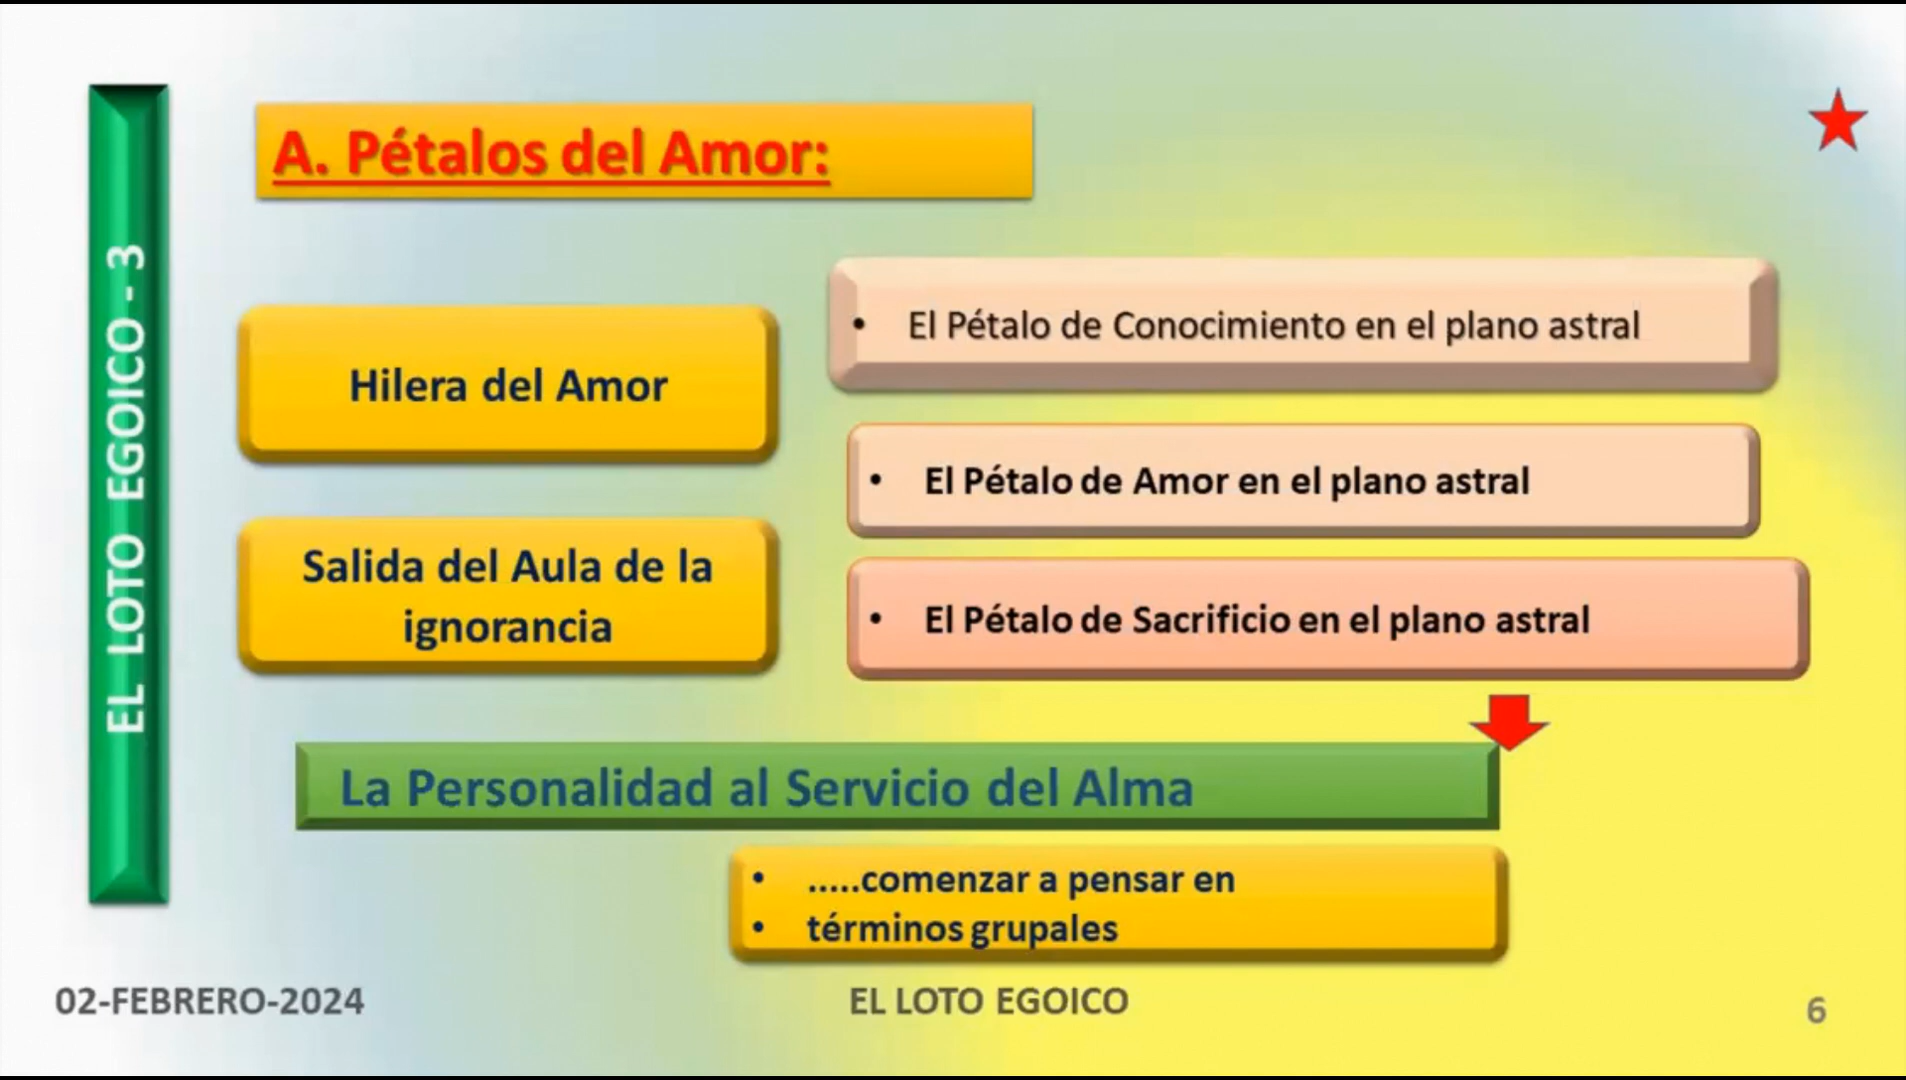 EL LOTO EGOICO - 3
A. Pétalos del Amor:
Hilera del Amor
Salida del Aula de la
ignorancia
• El Pétalo de Conocimiento en el plano astral
• El Pétalo de Amor en el plano astral
• El Pétalo de Sacrificio en el plano astral
La Personalidad al Servicio del Alma
• .....comenzar a pensar en
• términos grupales
02-FEBRERO-2024
EL LOTO EGOICO
6